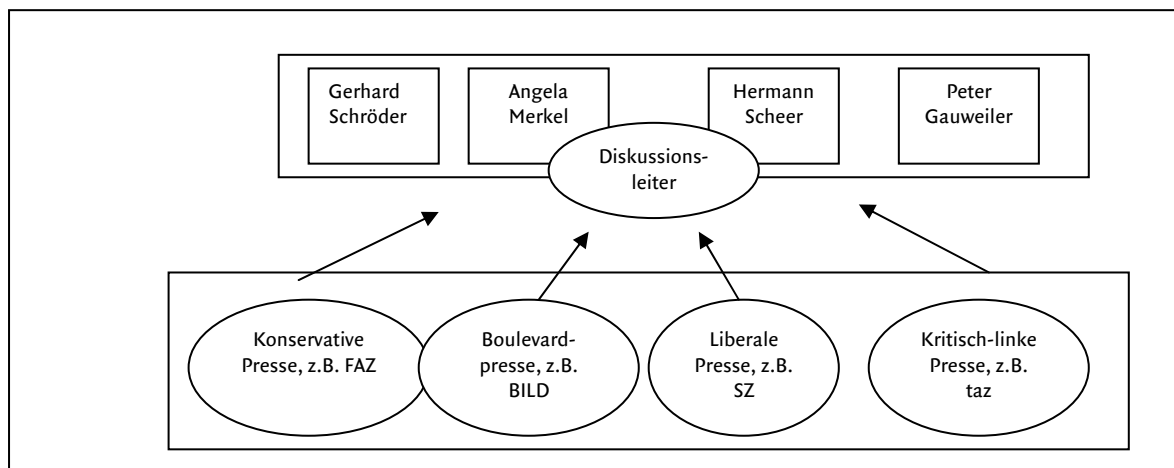 Gerhard
Schröder
Angela
Merkel
Hermann
Scheer
Peter
Gauweiler
Diskussions-
leiter
Konservative
Presse, z.B. FAZ
Boulevard-
presse, z.B.
BILD
Liberale
Presse, z.B.
SZ
Kritisch-linke
Presse, z.B.
taz